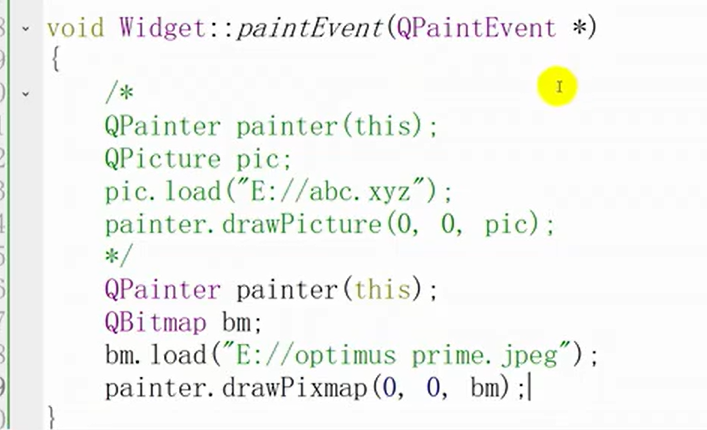 void Widget::paintEvent(QPaintEvent *)
{
/*
QPainter painter(this);
QPicture pic;
pic.load("E://abc.xyz");
painter.drawPicture(0, 0, pic);
*/
QPainter painter(this);
QBitmap bm;
bm.load("E://optimus prime.jpeg");
painter.drawPixmap(0, 0, bm);
}